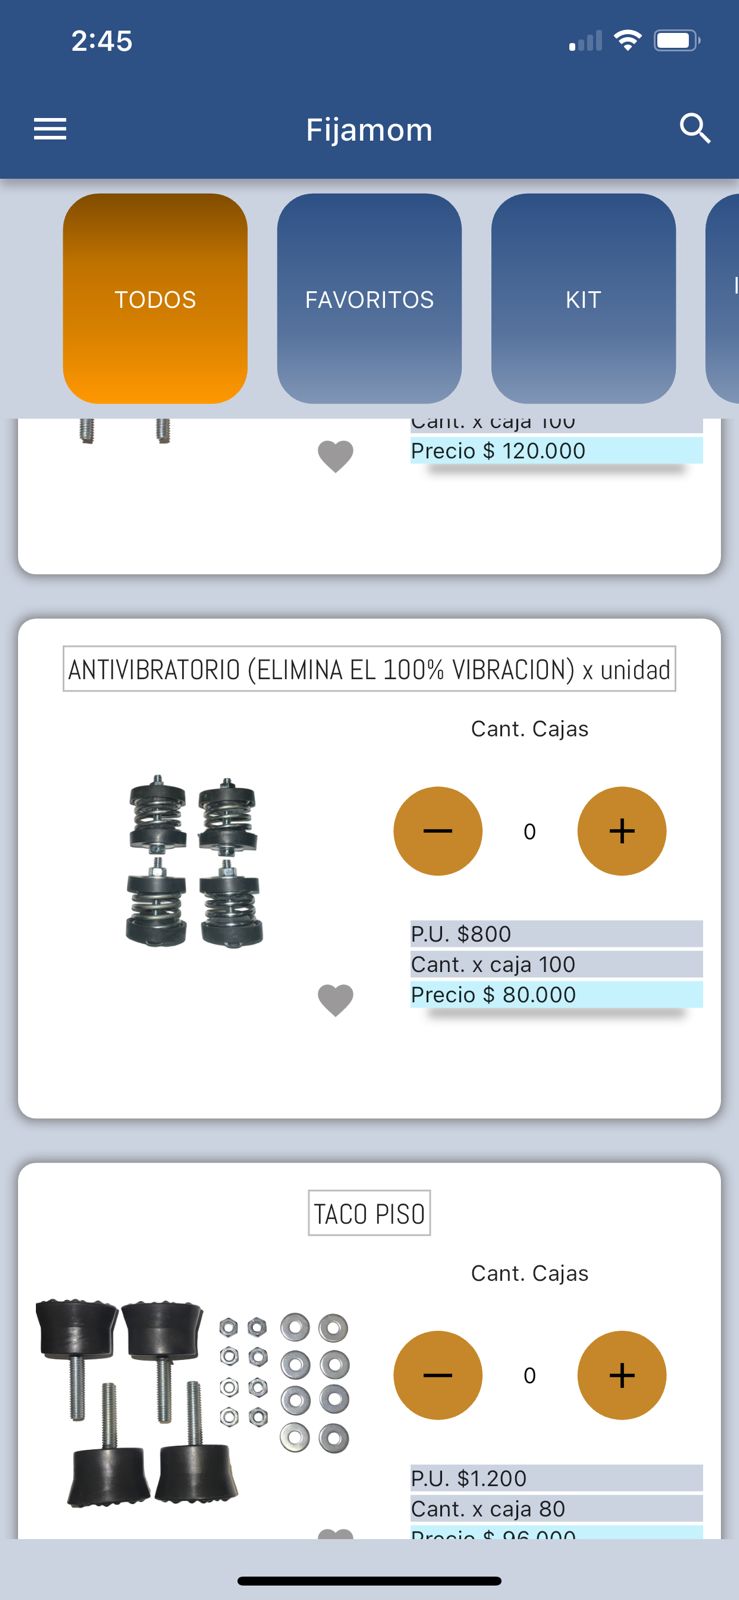 2:45
Fijamom
TODOS
FAVORITOS
KIT
Cant. x caja 100
Precio $ 120.000
ANTIVIBRATORIO (ELIMINA EL 100% VIBRACION) x unidad
Cant. Cajas
0
P.U. $800
Cant. x caja 100
Precio $ 80.000
TACO PISO
Cant. Cajas
0
P.U. $1.200
Cant. x caja 80
Precio $ 96.000